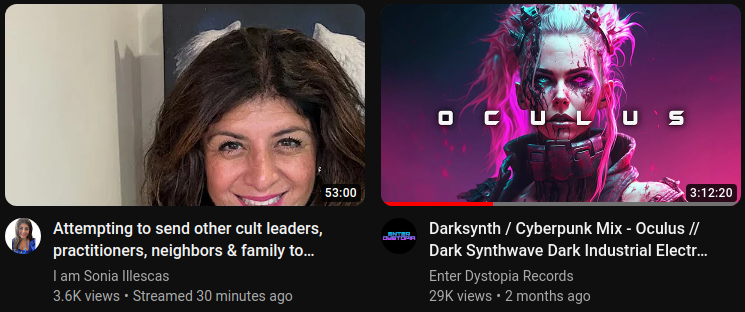 53:00
Attempting to send other cult leaders,
practitioners, neighbors & family to...
I am Sonia Illescas
3.6K views • Streamed 30 minutes ago
OCULUS
3:12:20
ENTER
DYSTOPIA
Darksynth / Cyberpunk Mix - Oculus //
Dark Synthwave Dark Industrial Electr...
Enter Dystopia Records
29K views • 2 months ago